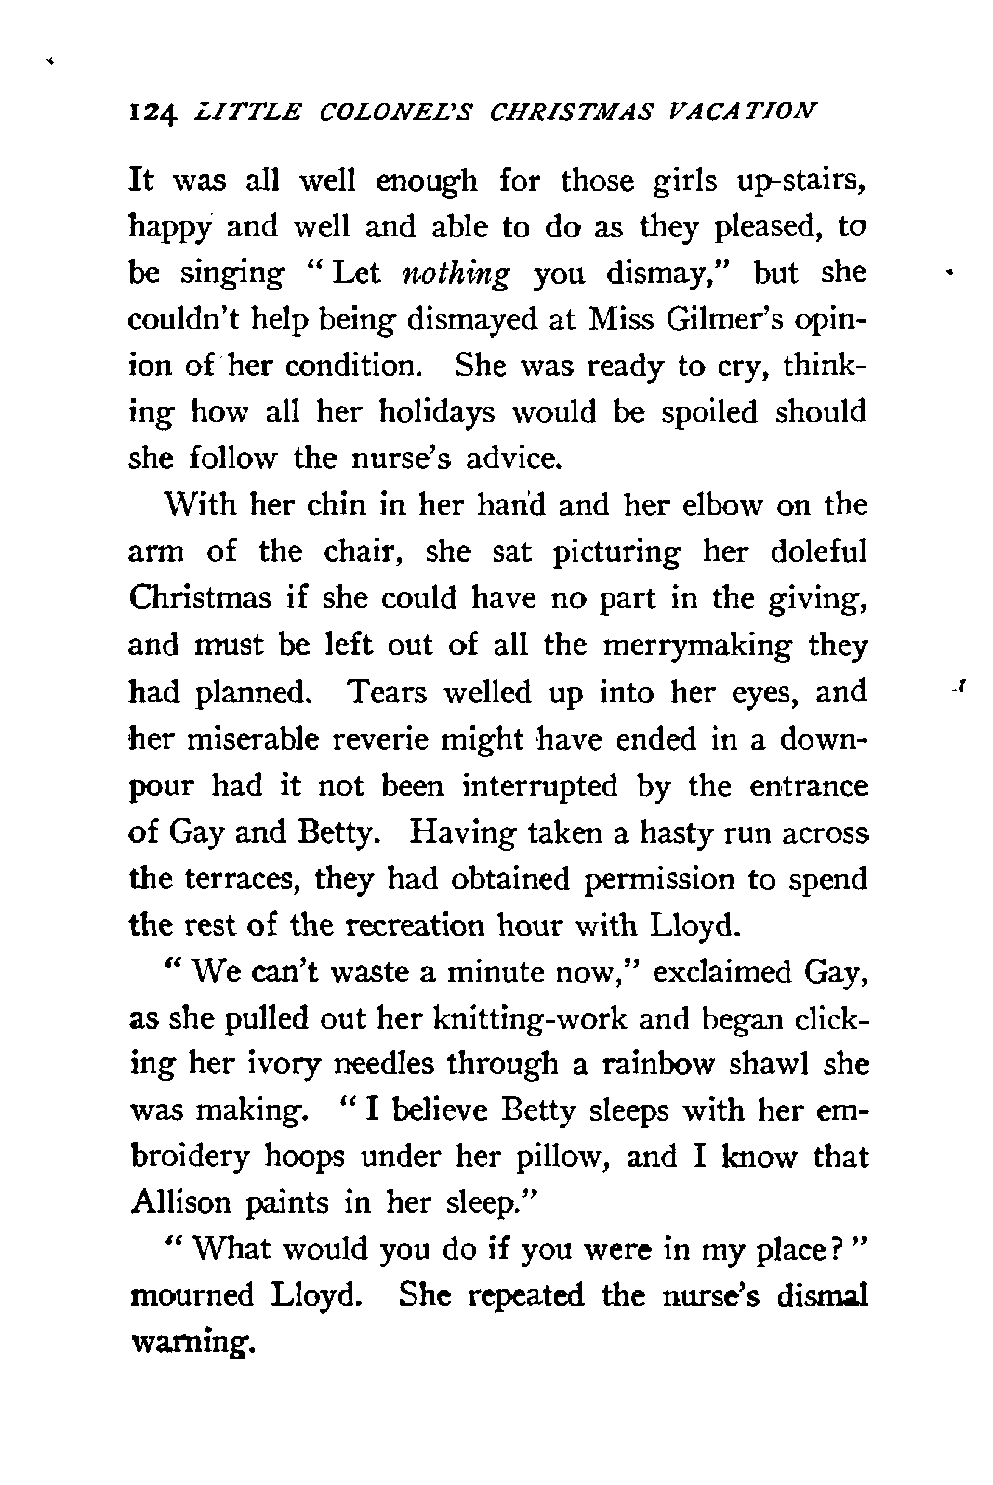 124 LITTLE COLONEL'S CHRISTMAS VACATION
It was all well enough for those girls up-stairs,
happy and well and able to do as they pleased, to
be singing “ Let nothing you dismay,” but she
couldn't help being dismayed at Miss Gilmer's opin-
ion of her condition. She was ready to cry, think-
ing how all her holidays would be spoiled should
she follow the nurse's advice.
With her chin in her hand and her elbow on the
arm of the chair, she sat picturing her doleful
Christmas if she could have no part in the giving,
and must be left out of all the merrymaking they
had planned. Tears welled up into her eyes, and
her miserable reverie might have ended in a down-
pour had it not been interrupted by the entrance
of Gay and Betty. Having taken a hasty run across
the terraces, they had obtained permission to spend
the rest of the recreation hour with Lloyd.
“ We can't waste a minute now,” exclaimed Gay,
as she pulled out her knitting-work and began click-
ing her ivory needles through a rainbow shawl she
was making. “ I believe Betty sleeps with her em-
broidery hoops under her pillow, and I know that
Allison paints in her sleep.”
“ What would you do if you were in my place? ”
mourned Lloyd. She repeated the nurse's dismal
warning.